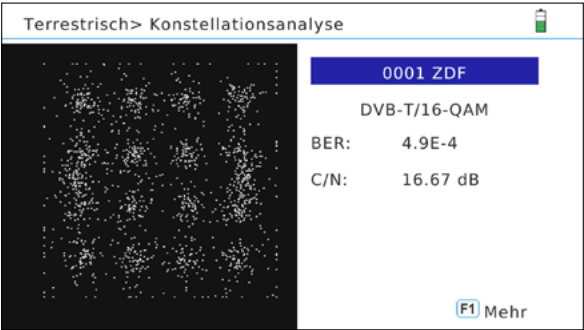 Terrestrisch> Konstellationsanalyse
0001 ZDF
DVB-T/16-QAM
BER: 4.9E-4
C/N: 16.67 dB
F1 Mehr